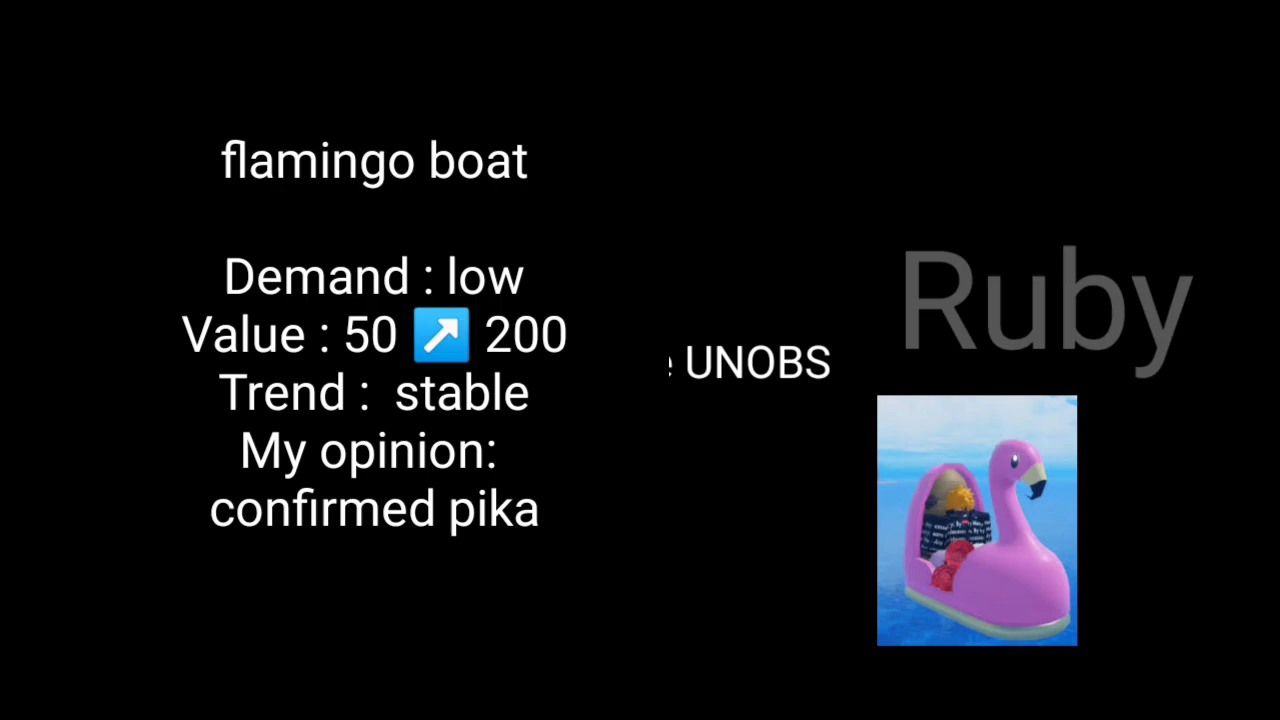 flamingo boat
Demand : low
Value : 50 ↗️ 200
Trend : stable
My opinion:
confirmed pika
UNOBS
Ruby